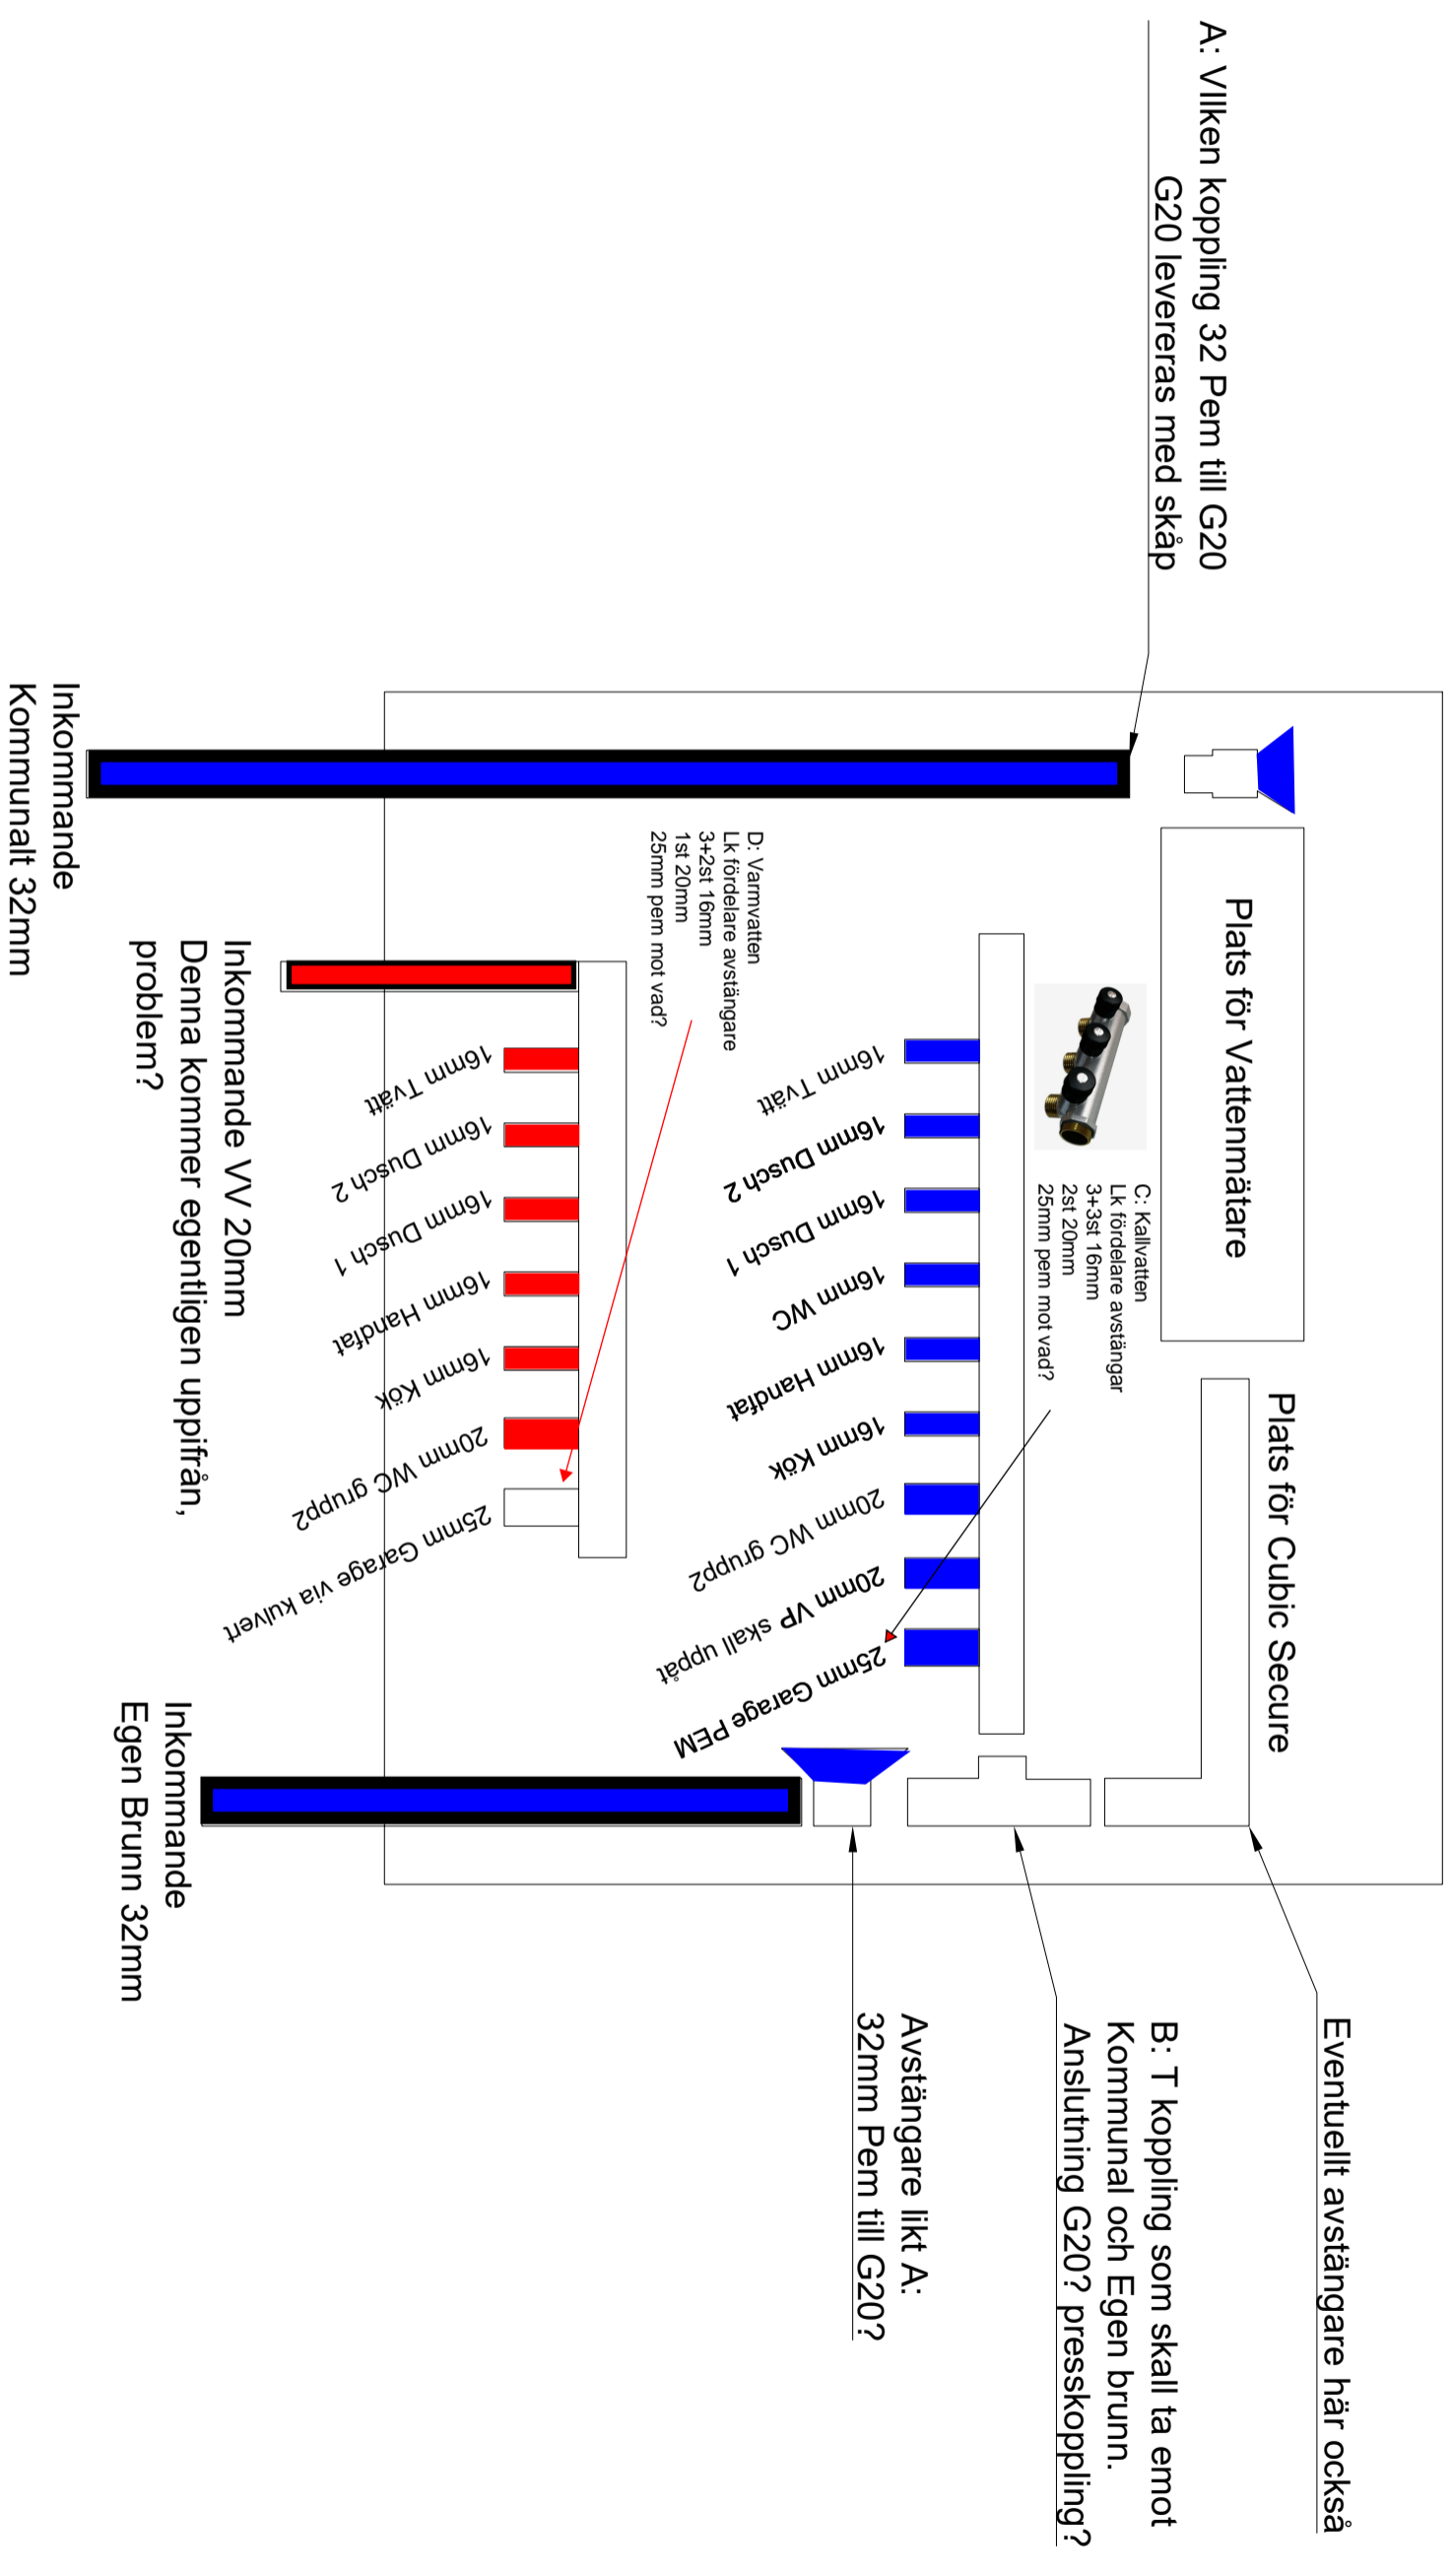 A: VIlken koppling 32 Pem till G20
G20 levereras med skåp
Plats för Vattenmätare
Plats för Cubic Secure
Eventuellt avstängare här också
B: T koppling som skall ta emot
Kommunal och Egen brunn.
Anslutning G20? presskoppling?
C: Kallvatten
Lk fördelare avstängar
3+3st 16mm
2st 20mm
25mm pem mot vad?
16mm Tvätt
16mm Dusch 2
16mm Dusch 1
16mm WC
16mm Handfat
16mm Kök
20mm WC grupp2
20mm VP skall uppåt
25mm Garage PEM
Avstängare likt A:
32mm Pem till G20?
D: Varmvatten
Lk fördelare avstängare
3+2st 16mm
1st 20mm
25mm pem mot vad?
16mm Tvätt
16mm Dusch 2
16mm Dusch 1
16mm Handfat
16mm Kök
20mm WC grupp2
25mm Garage via kulvert
Inkommande VV 20mm
Denna kommer egentligen uppifrån,
problem?
Inkommande
Kommunalt 32mm
Inkommande
Egen Brunn 32mm